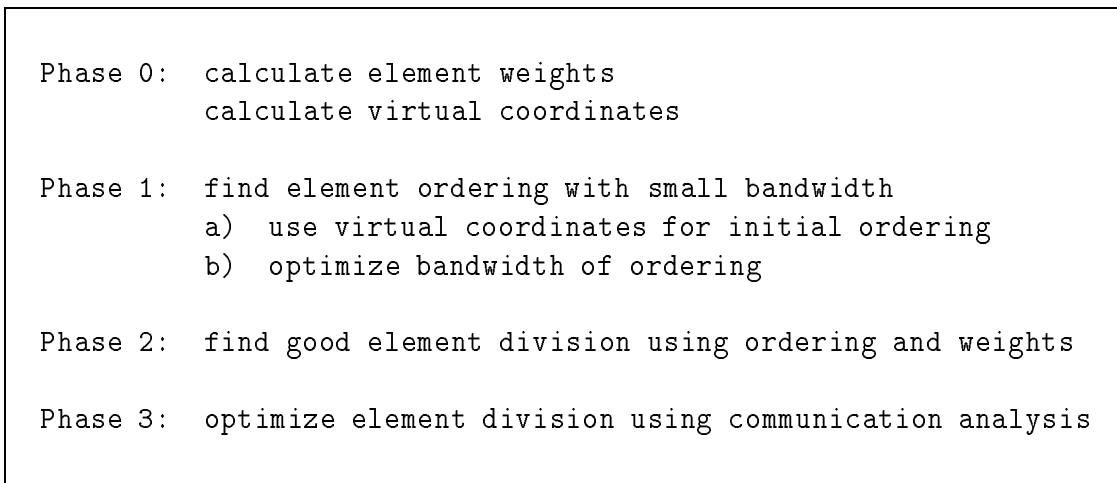 Phase 0: calculate element weights
calculate virtual coordinates
Phase 1: find element ordering with small bandwidth
a) use virtual coordinates for initial ordering
b) optimize bandwidth of ordering
Phase 2: find good element division using ordering and weights
Phase 3: optimize element division using communication analysis